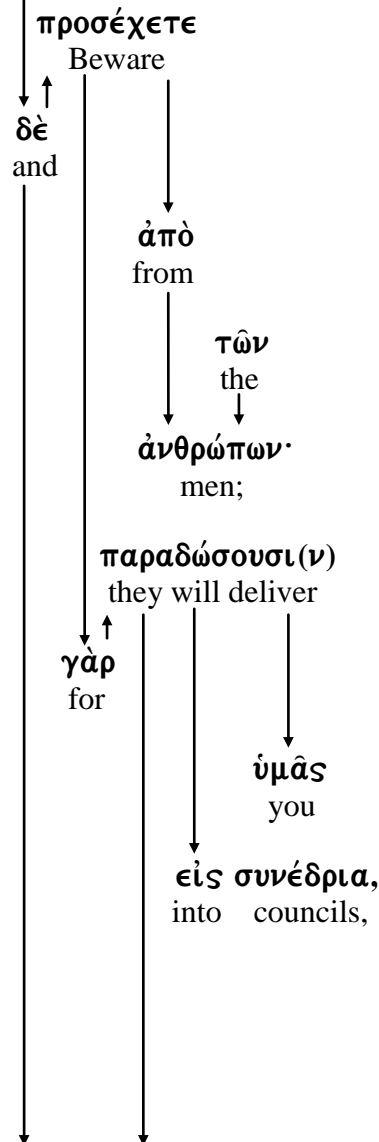 προσέχετε
Beware
δὲ
and
ἀπὸ
from
τῶν
the
ἀνθρώπων·
men;
παραδώσουσι(ν)
they will deliver
γὰρ
for
ὑμᾶς
you
εἰς συνέδρια,
into councils,